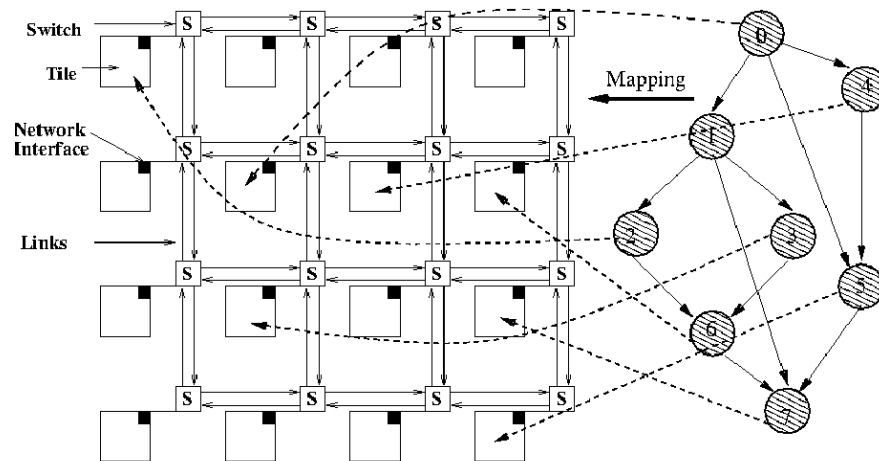 Switch
S
S
S
S
0
Tile
Mapping
4
Network
Interface
S
S
S
S
1
2
3
Links
S
S
S
S
5
6
S
S
S
S
7